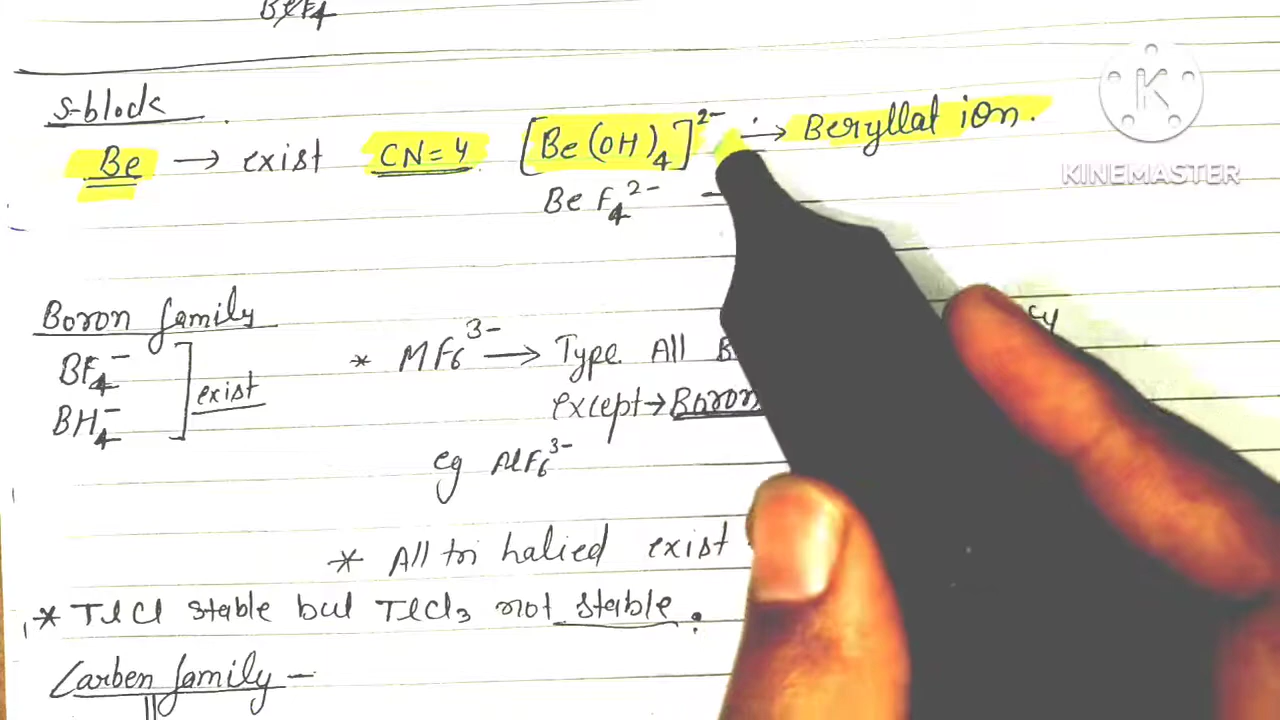 BeF4
S-block
Be → exist CN=4 [Be(OH)4]2- → Beryllat ion.
BeF4 2-
KINEMASTER
Boron family
BF4-
BH4-
exist
* MF6 3- → Type All
except → Boron
eg AlF6 3-
* All tri halied exist
* TlCl stable but TlCl3 not stable.
Carben family -